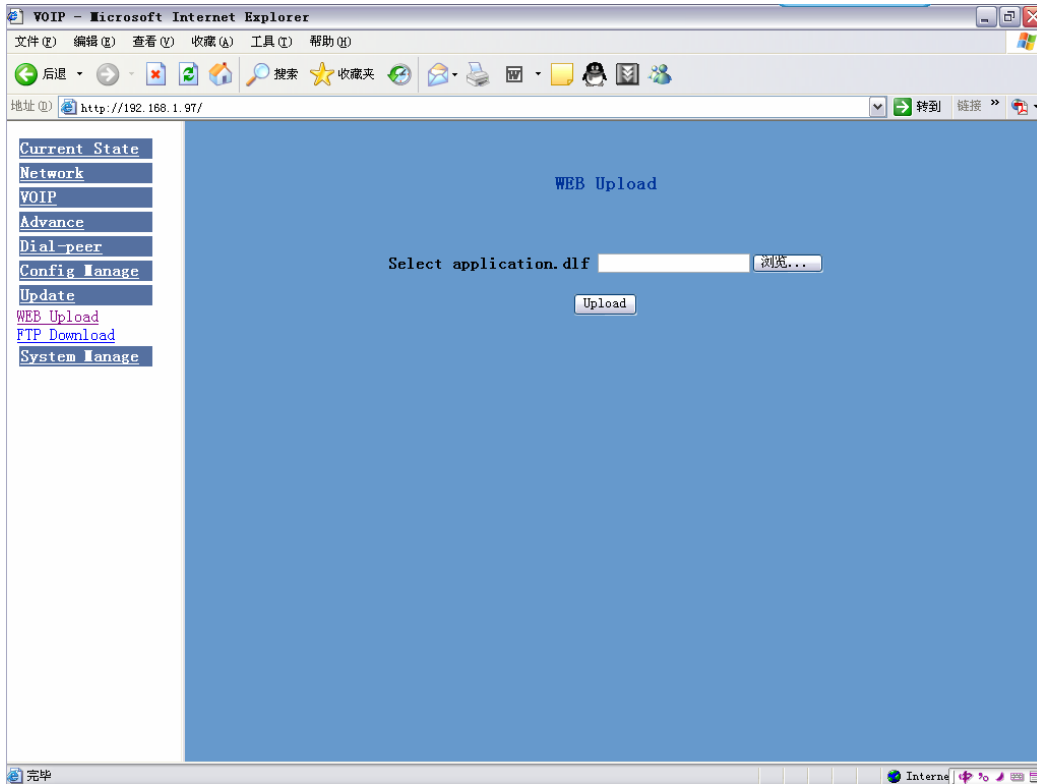 VOIP - Microsoft Internet Explorer
文件(F) 编辑(E) 查看(V) 收藏(A) 工具(T) 帮助(H)
后退 搜索 收藏夹
地址(D) http://192.168.1.97/ 转到 链接 »
Current State
Network
VOIP
Advance
Dial-peer
Config Manage
Update
WEB Upload
FTP Download
System Manage
WEB Upload
Select application.dlf 浏览...
Upload
完毕 Interne 中